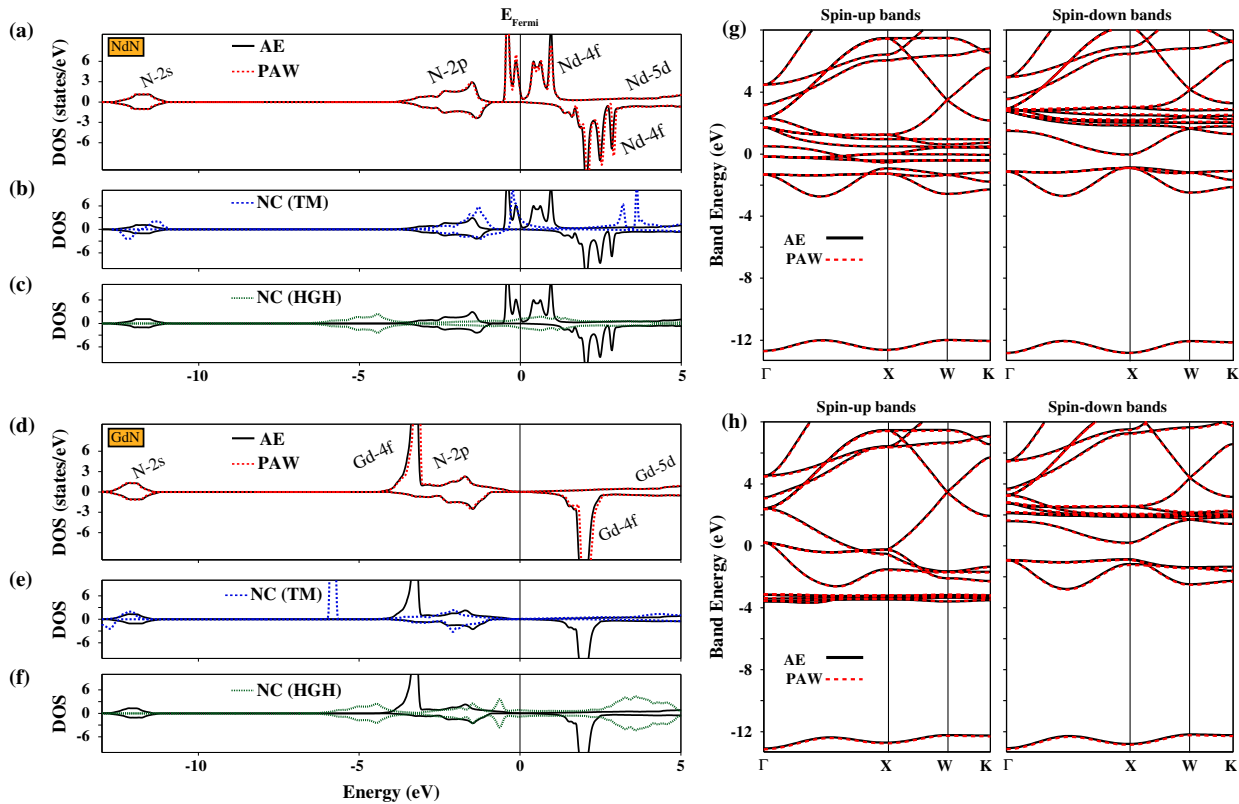 E_Fermi
(a)
NdN
AE
PAW
N-2s
N-2p
Nd-4f
Nd-5d
Nd-4f
DOS (states/eV)
6
3
0
-3
-6
(b)
NC (TM)
DOS
6
0
-6
(c)
NC (HGH)
DOS
6
0
-6
-10
-5
0
5
(d)
GdN
AE
PAW
N-2s
Gd-4f
N-2p
Gd-5d
Gd-4f
DOS (states/eV)
6
3
0
-3
-6
(e)
NC (TM)
DOS
6
0
-6
(f)
NC (HGH)
DOS
6
0
-6
-10
-5
0
5
Energy (eV)
Spin-up bands
Spin-down bands
(g)
Band Energy (eV)
4
0
-4
-8
-12
AE
PAW
Γ
X
W
K
Γ
X
W
K
Spin-up bands
Spin-down bands
(h)
Band Energy (eV)
4
0
-4
-8
-12
AE
PAW
Γ
X
W
K
Γ
X
W
K